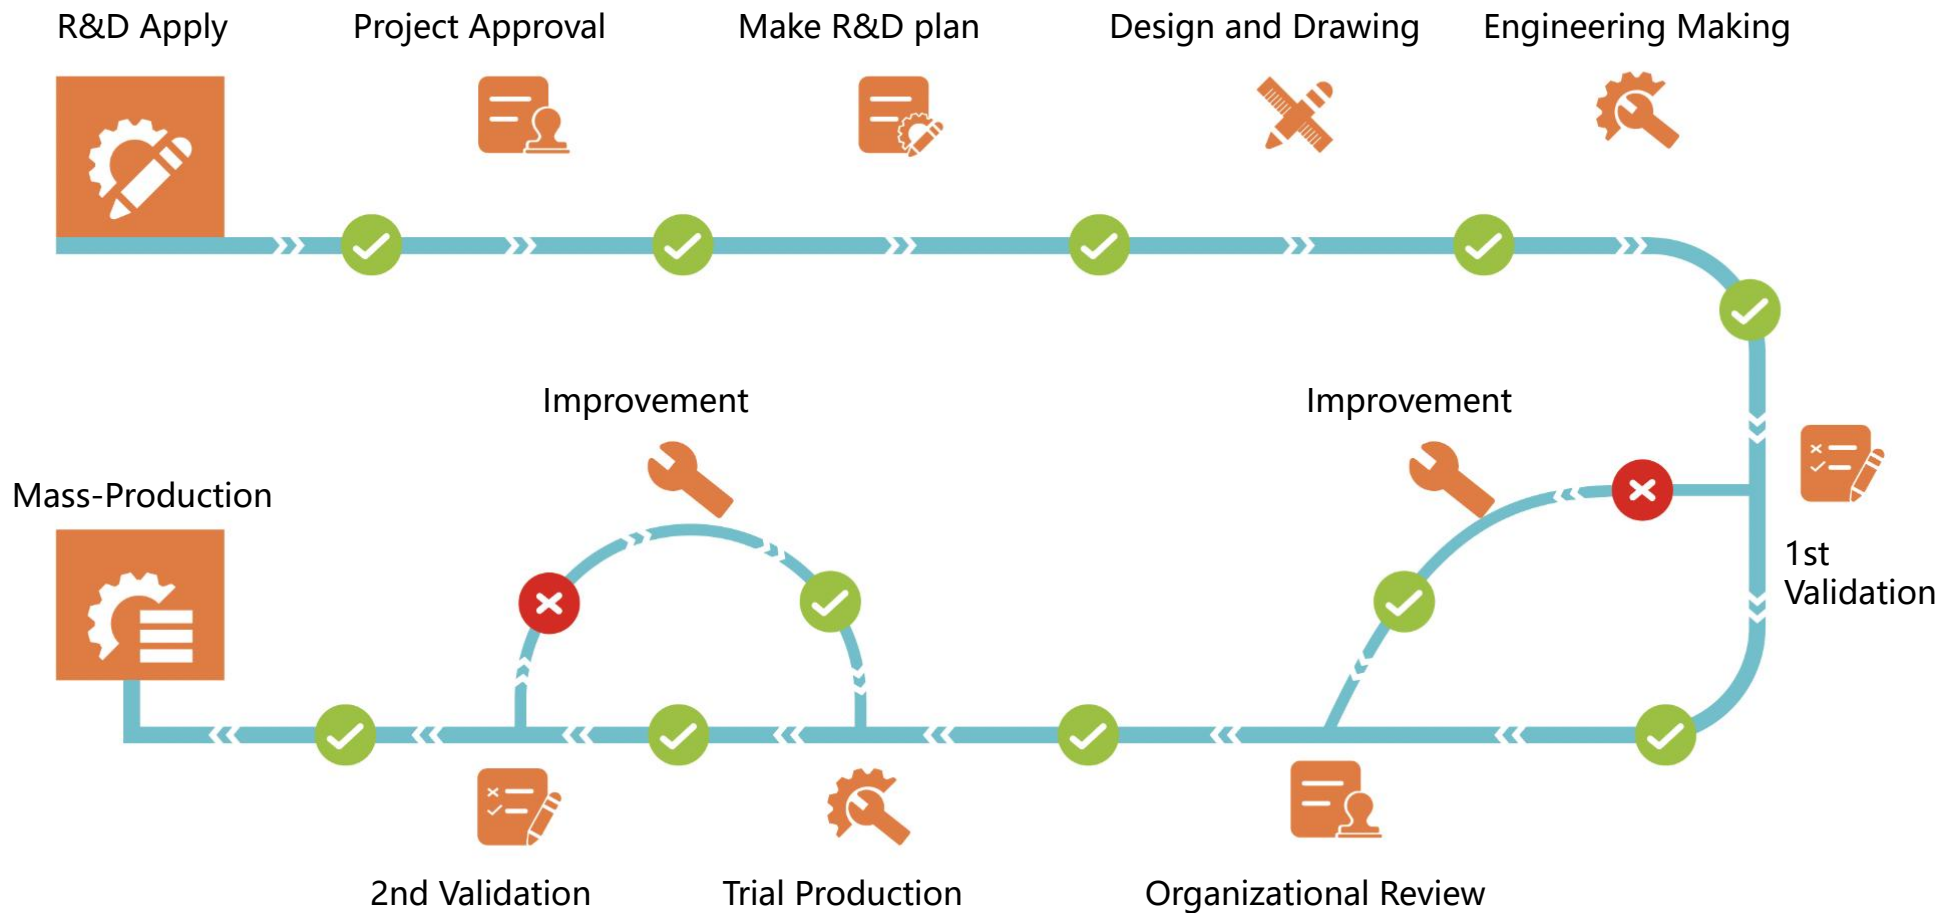 R&D Apply
Project Approval
Make R&D plan
Design and Drawing
Engineering Making
Improvement
Improvement
Mass-Production
1st
Validation
2nd Validation
Trial Production
Organizational Review